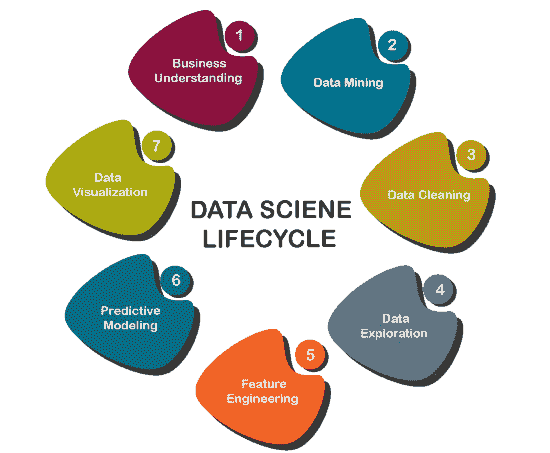 DATA SCIENE
LIFECYCLE
1
Business
Understanding
2
Data Mining
3
Data Cleaning
4
Data
Exploration
5
Feature
Engineering
6
Predictive
Modeling
7
Data
Visualization